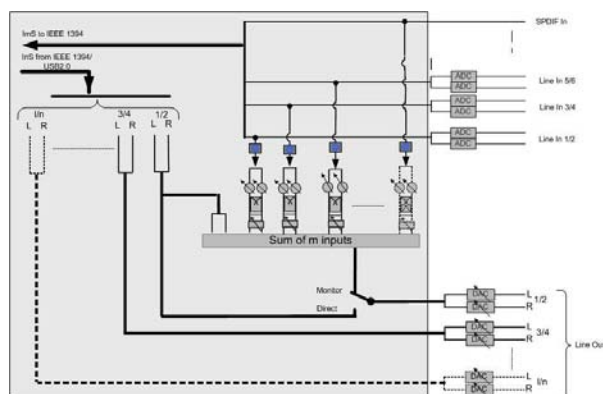 ImS to IEEE 1394
InS from IEEE 1394/
USB2.0
SPDIF In
ADC
Line In 5/6
ADC
ADC
Line In 3/4
ADC
ADC
Line In 1/2
ADC
I/n
3/4
1/2
L R
L R
L R
Sum of m inputs
Monitor
Direct
DAC L
1/2
DAC R
DAC L
3/4
DAC R
Line Out
DAC L
I/n
DAC R